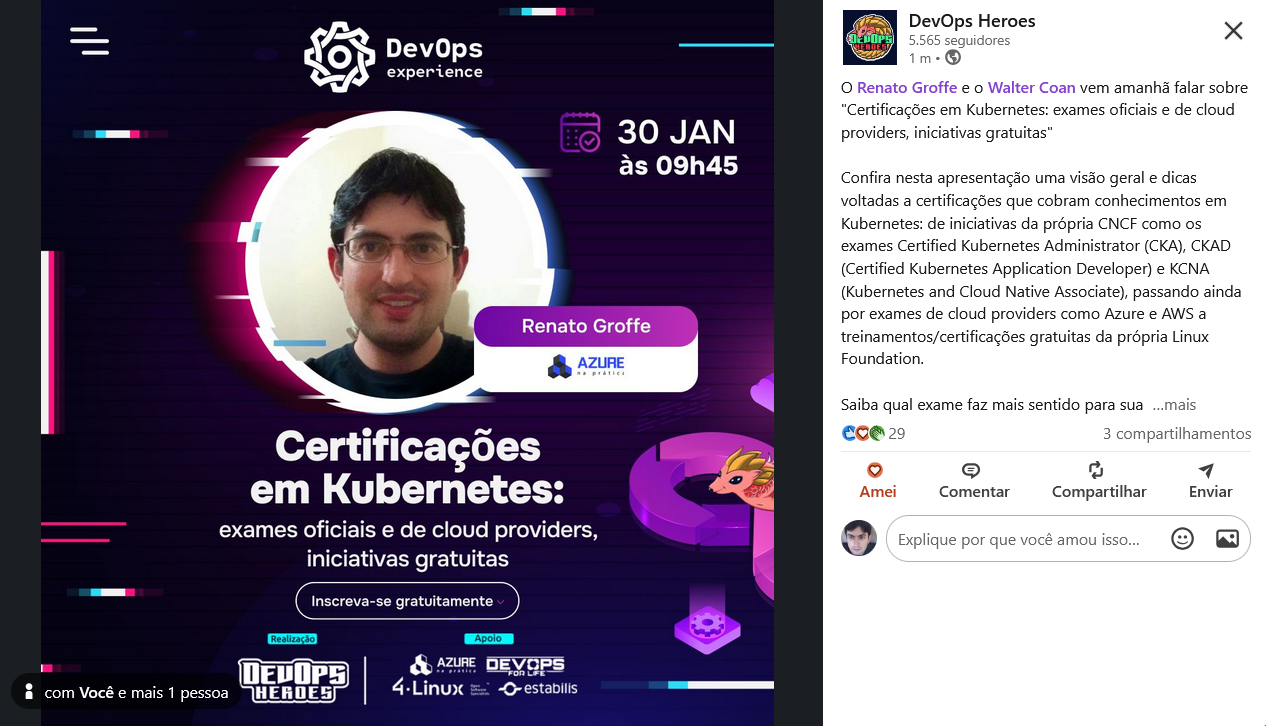 DevOps
experience
30 JAN
às 09h45
Renato Groffe
AZURE
na prática
Certificações
em Kubernetes:
exames oficiais e de cloud providers,
iniciativas gratuitas
Inscreva-se gratuitamente
Realização
Apoio
DEVOPS
HEROES
AZURE
na prática
DEVOPS
FOR LIFE
4.Linux
Open
Software
Specialists
estabilis
com Você e mais 1 pessoa
DEVOPS
HEROES
DevOps Heroes
5.565 seguidores
1 m •
O Renato Groffe e o Walter Coan vem amanhã falar sobre
"Certificações em Kubernetes: exames oficiais e de cloud
providers, iniciativas gratuitas"
Confira nesta apresentação uma visão geral e dicas
voltadas a certificações que cobram conhecimentos em
Kubernetes: de iniciativas da própria CNCF como os
exames Certified Kubernetes Administrator (CKA), CKAD
(Certified Kubernetes Application Developer) e KCNA
(Kubernetes and Cloud Native Associate), passando ainda
por exames de cloud providers como Azure e AWS a
treinamentos/certificações gratuitas da própria Linux
Foundation.
Saiba qual exame faz mais sentido para sua ...mais
29
3 compartilhamentos
Amei
Comentar
Compartilhar
Enviar
Explique por que você amou isso...